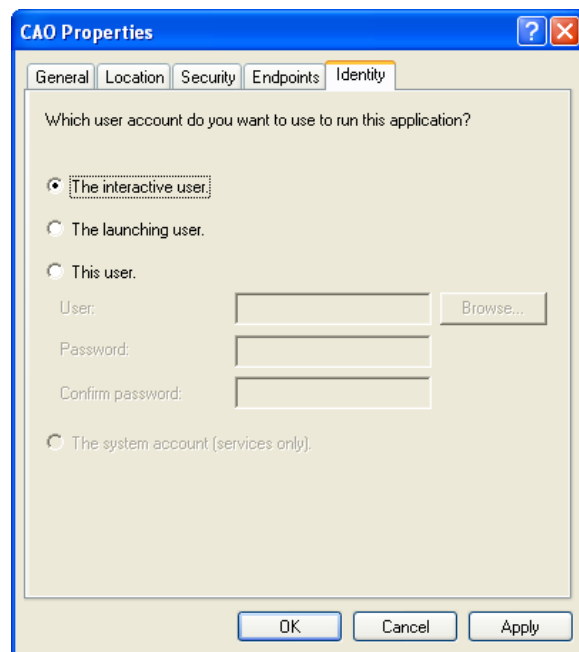 CAO Properties
General Location Security Endpoints Identity
Which user account do you want to use to run this application?
The interactive user.
The launching user.
This user.
User: Browse...
Password:
Confirm password:
The system account (services only).
OK Cancel Apply